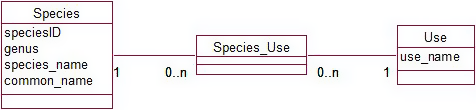 Species
speciesID
genus
species_name
common_name
1
0..n
Species_Use
0..n
1
Use
use_name